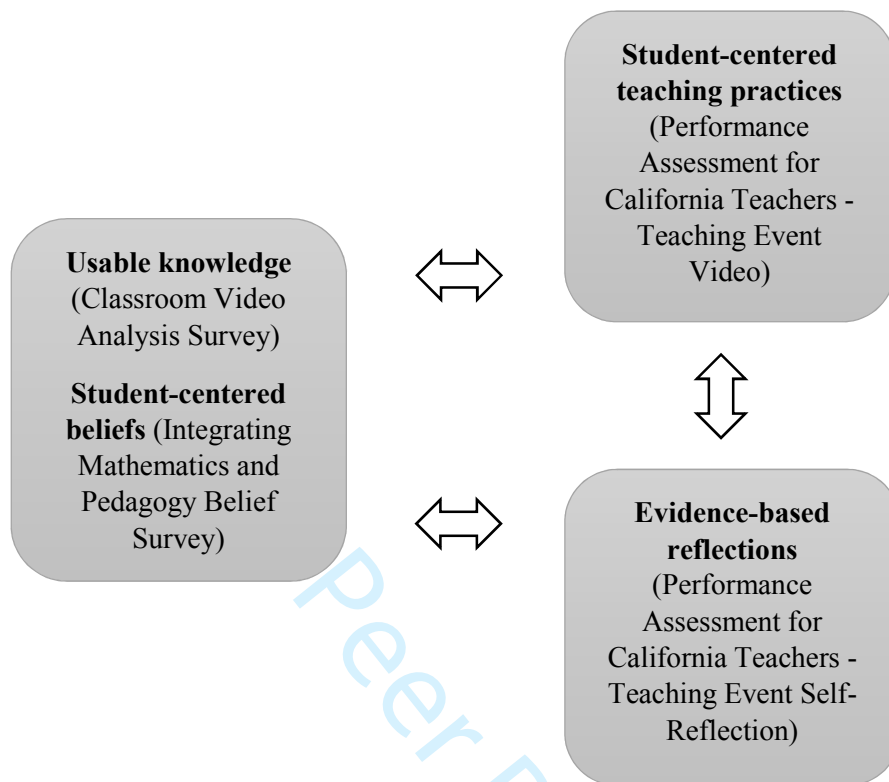 Usable knowledge
(Classroom Video
Analysis Survey)
Student-centered
beliefs (Integrating
Mathematics and
Pedagogy Belief
Survey)
Student-centered
teaching practices
(Performance
Assessment for
California Teachers -
Teaching Event
Video)
Evidence-based
reflections
(Performance
Assessment for
California Teachers -
Teaching Event Self-
Reflection)
Peer